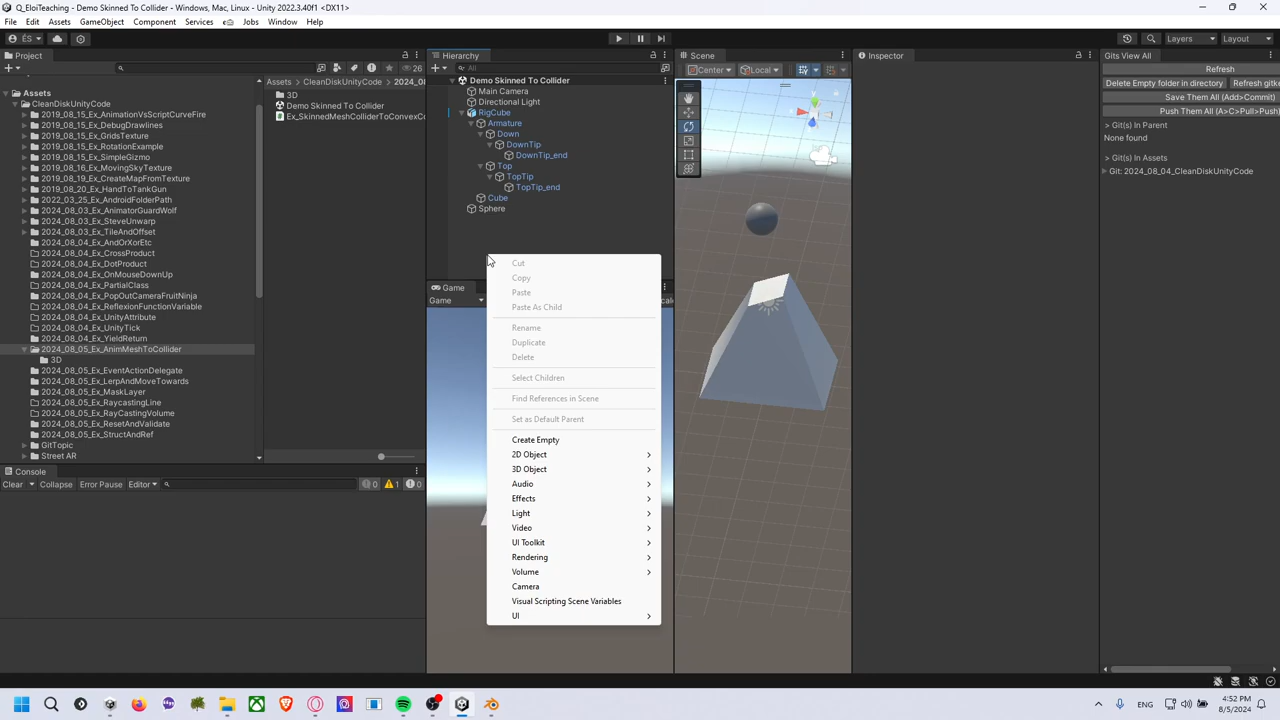 Q_EloiTeaching - Demo Skinned To Collider - Windows, Mac, Linux - Unity 2022.3.40f1 <DX11>
File Edit Assets GameObject Component Services Jobs Window Help
ÉS
Layers Layout
Project
26
Assets
CleanDiskUnityCode
2019_08_15_Ex_AnimationVsScriptCurveFire
2019_08_15_Ex_DebugDrawlines
2019_08_15_Ex_GridsTexture
2019_08_15_Ex_RotationExample
2019_08_15_Ex_SimpleGizmo
2019_08_16_Ex_MovingSkyTexture
2019_08_19_Ex_CreateMapFromTexture
2019_08_20_Ex_HandToTankGun
2022_03_25_Ex_AndroidFolderPath
2024_08_03_Ex_AnimatorGuardWolf
2024_08_03_Ex_SteveUnwarp
2024_08_03_Ex_TileAndOffset
2024_08_04_Ex_AndOrXorEtc
2024_08_04_Ex_CrossProduct
2024_08_04_Ex_DotProduct
2024_08_04_Ex_OnMouseDownUp
2024_08_04_Ex_PartialClass
2024_08_04_Ex_PopOutCameraFruitNinja
2024_08_04_Ex_ReflexionFunctionVariable
2024_08_04_Ex_UnityAttribute
2024_08_04_Ex_UnityTick
2024_08_04_Ex_YieldReturn
2024_08_05_Ex_AnimMeshToCollider
3D
2024_08_05_Ex_EventActionDelegate
2024_08_05_Ex_LerpAndMoveTowards
2024_08_05_Ex_MaskLayer
2024_08_05_Ex_RaycastingLine
2024_08_05_Ex_RayCastingVolume
2024_08_05_Ex_ResetAndValidate
2024_08_05_Ex_StructAndRef
GitTopic
Street AR
Assets > CleanDiskUnityCode > 2024_0
3D
Demo Skinned To Collider
Ex_SkinnedMeshColliderToConvexCo
Console
Clear Collapse Error Pause Editor
0 1 0
Hierarchy
All
Demo Skinned To Collider
Main Camera
Directional Light
RigCube
Armature
Down
DownTip
DownTip_end
Top
TopTip
TopTip_end
Cube
Sphere
Game
Game
Cut
Copy
Paste
Paste As Child
Rename
Duplicate
Delete
Select Children
Find References in Scene
Set as Default Parent
Create Empty
2D Object
3D Object
Audio
Effects
Light
Video
UI Toolkit
Rendering
Volume
Camera
Visual Scripting Scene Variables
UI
Scene
Center Local
y
Inspector
Gits View All
Refresh
Delete Empty folder in directory Refresh gitke
Save Them All (Add+Commit)
Push Them All (A>C>Pull>Push)
> Git(s) In Parent
None found
> Git(s) In Assets
Git: 2024_08_04_CleanDiskUnityCode
ENG
4:52 PM
8/5/2024